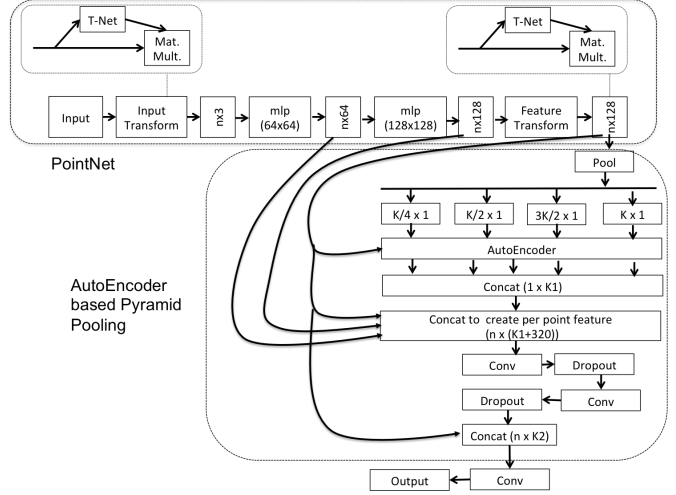 T-Net
Mat.
Mult.
T-Net
Mat.
Mult.
Input
Input
Transform
nx3
mlp
(64x64)
nx64
mlp
(128x128)
nx128
Feature
Transform
nx128
PointNet
Pool
K/4 x 1
K/2 x 1
3K/2 x 1
K x 1
AutoEncoder
Concat (1 x K1)
AutoEncoder
based Pyramid
Pooling
Concat to create per point feature
(n x (K1+320))
Conv
Dropout
Dropout
Conv
Concat (n x K2)
Output
Conv